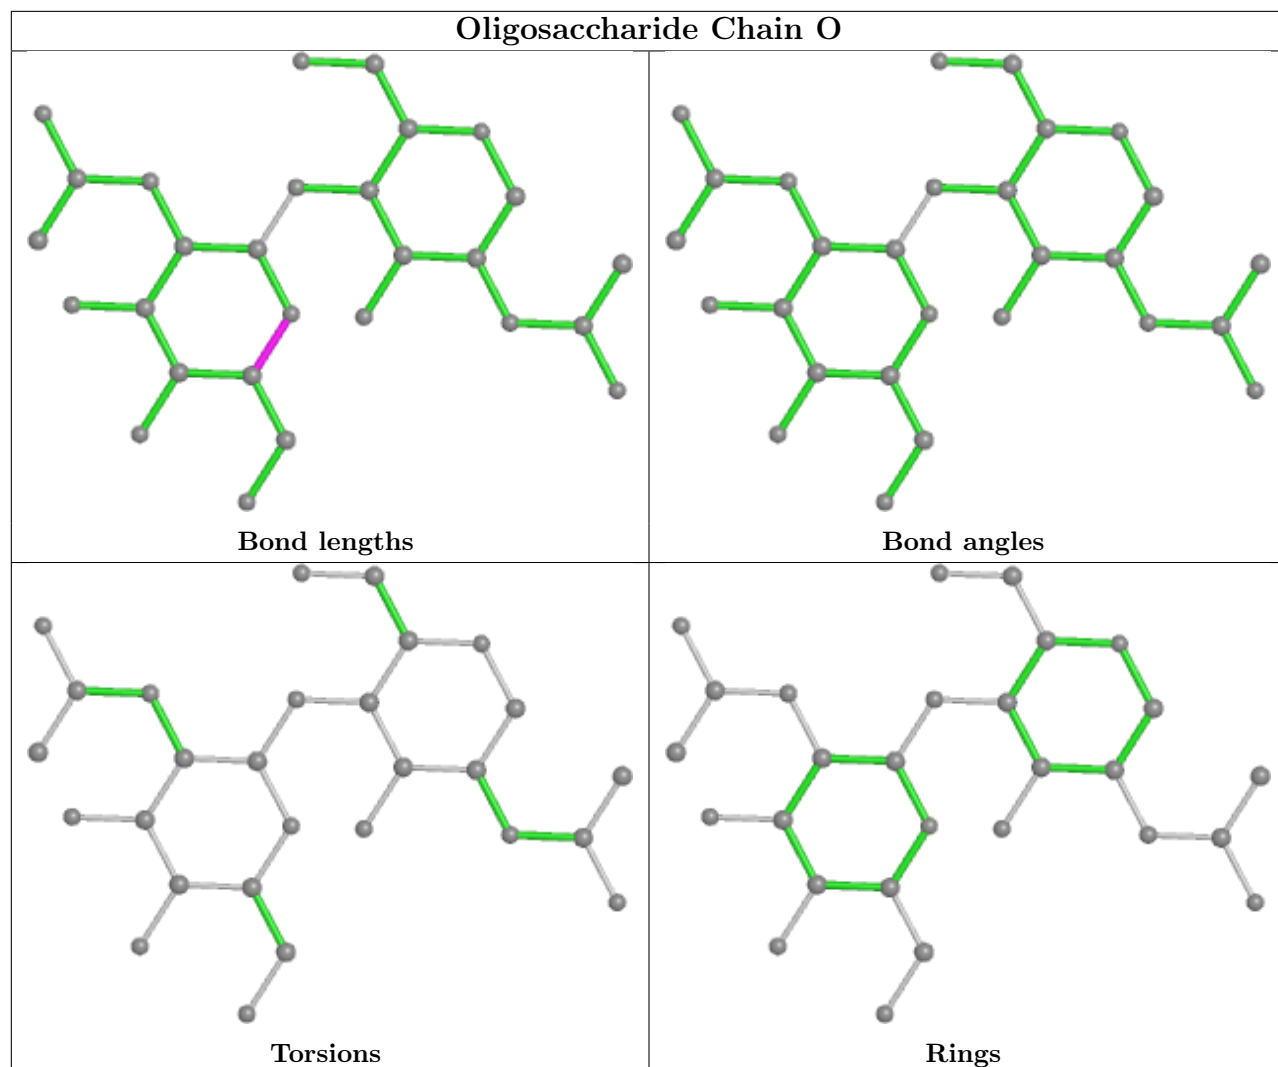 Oligosaccharide Chain O
Bond lengths
Bond angles
Torsions
Rings